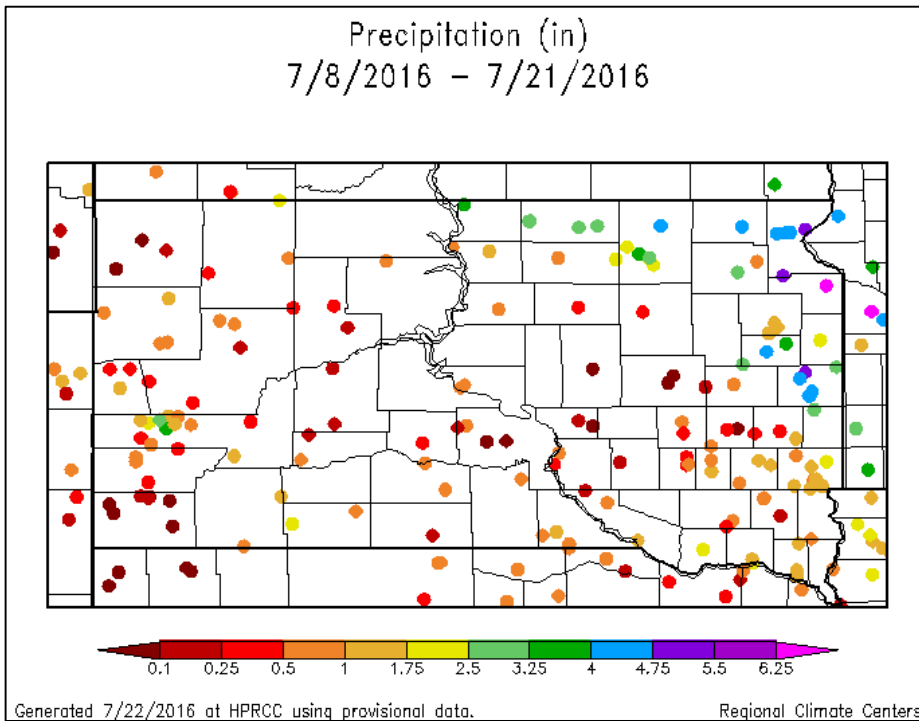 Precipitation (in)
7/8/2016 – 7/21/2016
0.1 0.25 0.5 1 1.75 2.5 3.25 4 4.75 5.5 6.25
Generated 7/22/2016 at HPRCC using provisional data.
Regional Climate Centers